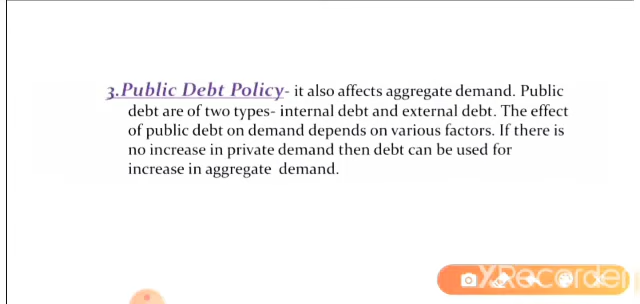 3.Public Debt Policy- it also affects aggregate demand. Public
debt are of two types- internal debt and external debt. The effect
of public debt on demand depends on various factors. If there is
no increase in private demand then debt can be used for
increase in aggregate demand.
XRecorder